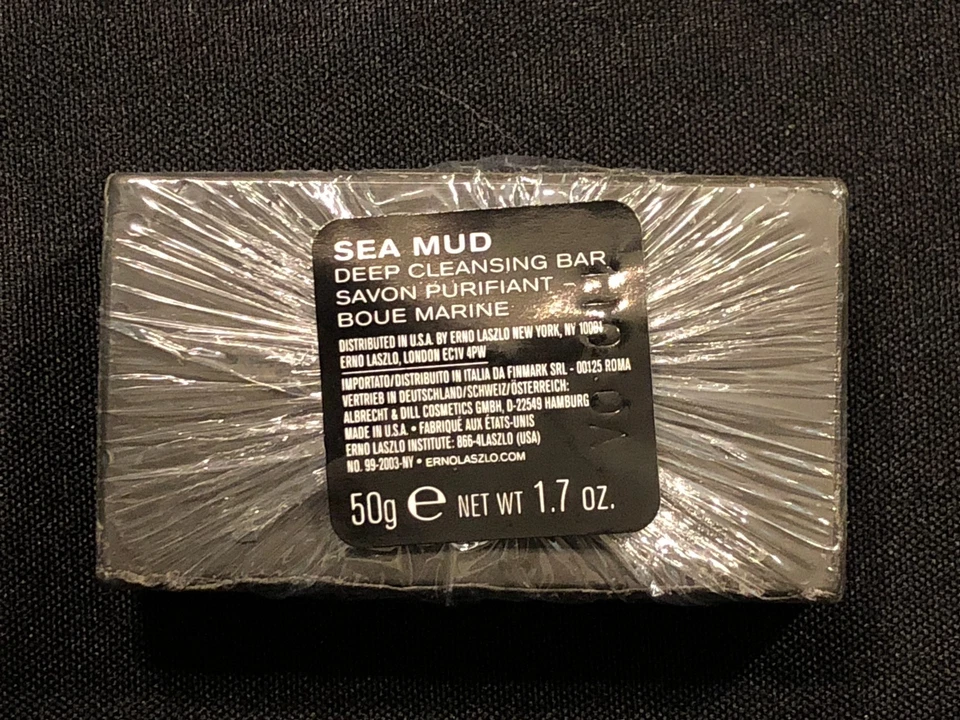 SEA MUD
DEEP CLEANSING BAR
SAVON PURIFIANT -
BOUE MARINE
DISTRIBUTED IN U.S.A. BY ERNO LASZLO NEW YORK, NY 10001
ERNO LASZLO, LONDON EC1V 4PW
IMPORTATO/DISTRIBUITO IN ITALIA DA FINMARK SRL - 00125 ROMA
VERTRIEB IN DEUTSCHLAND/SCHWEIZ/ÖSTERREICH:
ALBRECHT & DILL COSMETICS GMBH, D-22549 HAMBURG
MADE IN U.S.A. • FABRIQUÉ AUX ÉTATS-UNIS
ERNO LASZLO INSTITUTE: 866-4LASZLO (USA)
NO. 99-2003-NY • ERNOLASZLO.COM
50g e NET WT 1.7 oz.